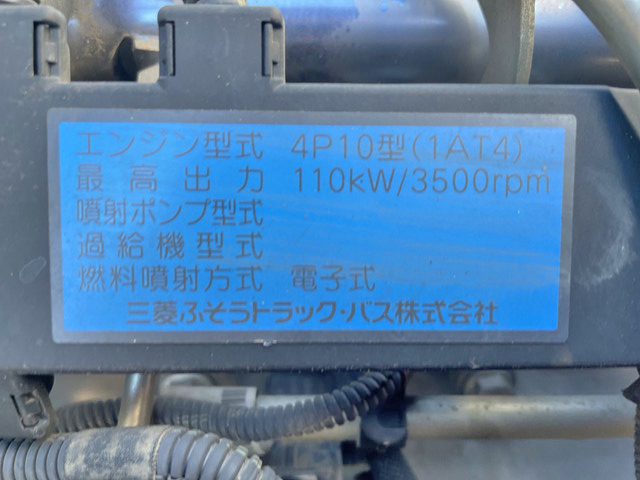 エンジン型式 4P10型(1AT4)
最高出力 110kW/3500rpm
噴射ポンプ型式
過給機型式
燃料噴射方式 電子式
三菱ふそうトラック・バス株式会社